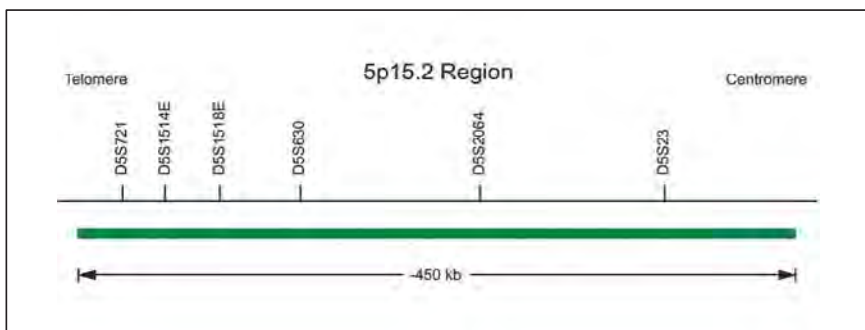 5p15.2 Region
Telomere
Centromere
D5S721
D5S1514E
D5S1518E
D5S630
D5S2064
D5S23
-450 kb